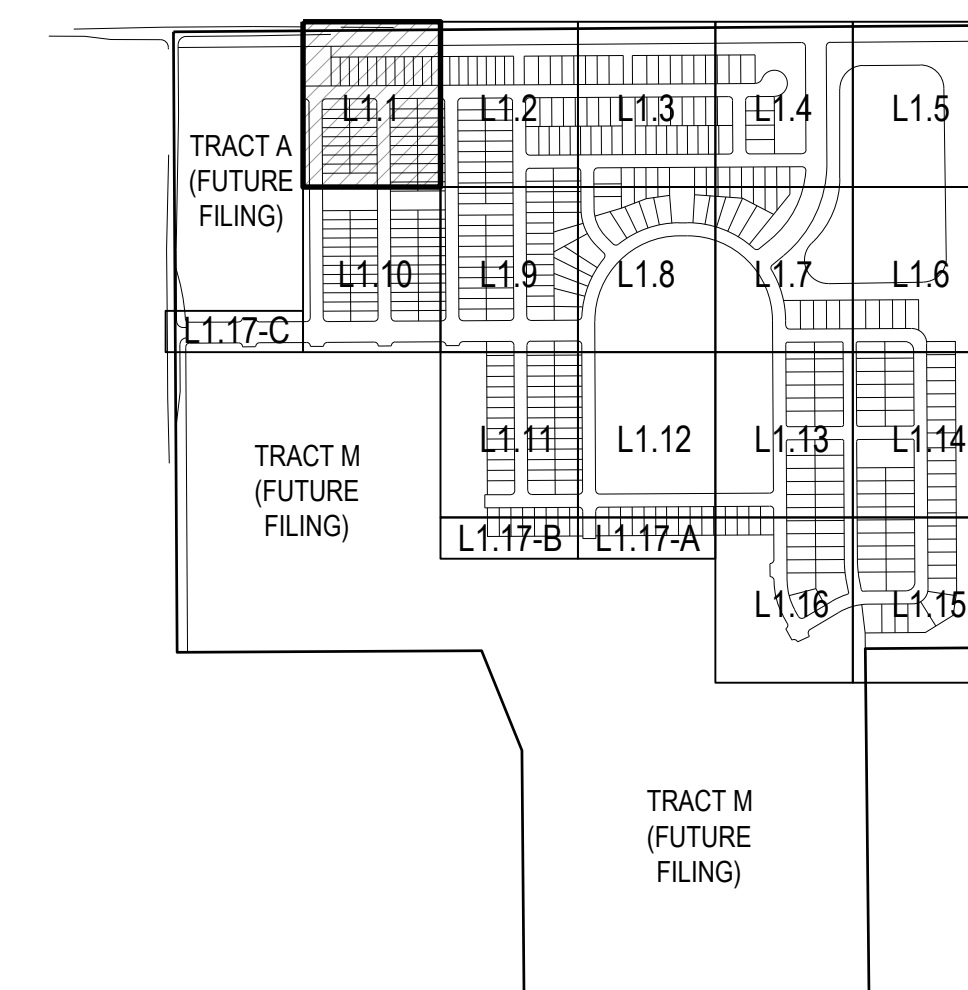 L1.1
L1.2
L1.3
L1.4
L1.5
TRACT A
(FUTURE
FILING)
L1.10
L1.9
L1.8
L1.7
L1.6
L1.17-C
L1.11
L1.12
L1.13
L1.14
TRACT M
(FUTURE
FILING)
L1.17-B
L1.17-A
L1.16
L1.15
TRACT M
(FUTURE
FILING)